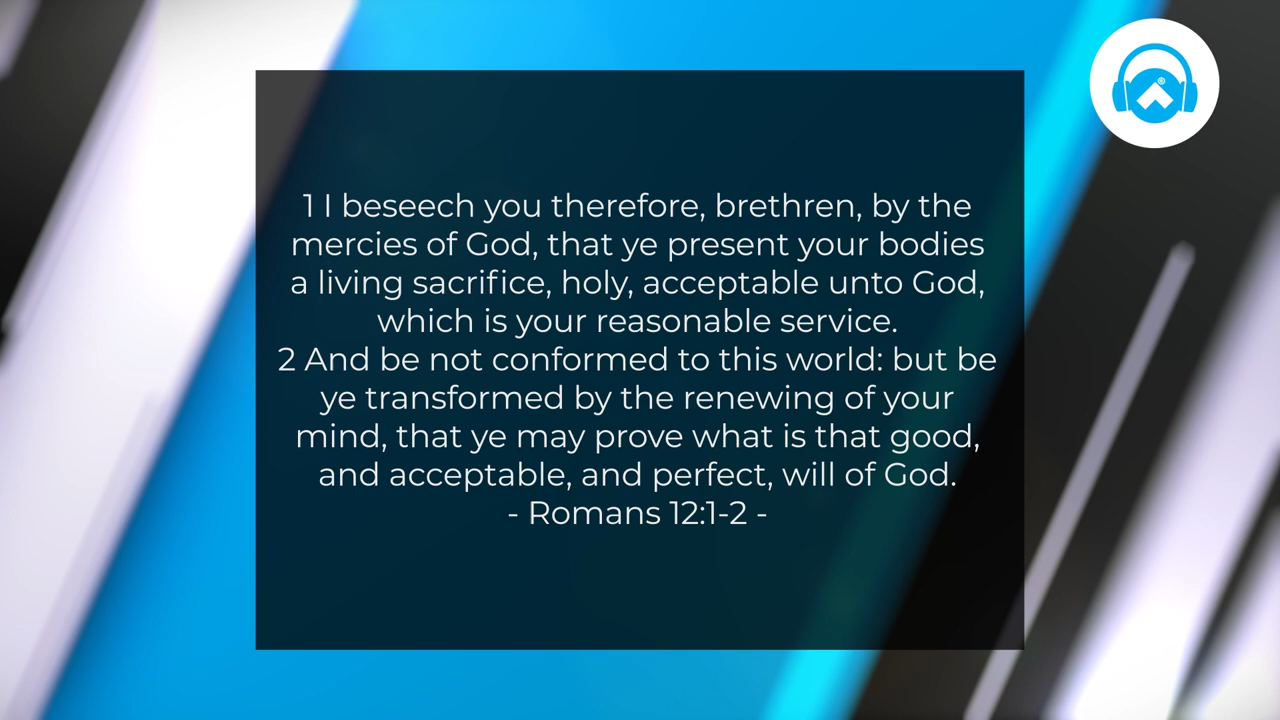 1 I beseech you therefore, brethren, by the
mercies of God, that ye present your bodies
a living sacrifice, holy, acceptable unto God,
which is your reasonable service.
2 And be not conformed to this world: but be
ye transformed by the renewing of your
mind, that ye may prove what is that good,
and acceptable, and perfect, will of God.
- Romans 12:1-2 -